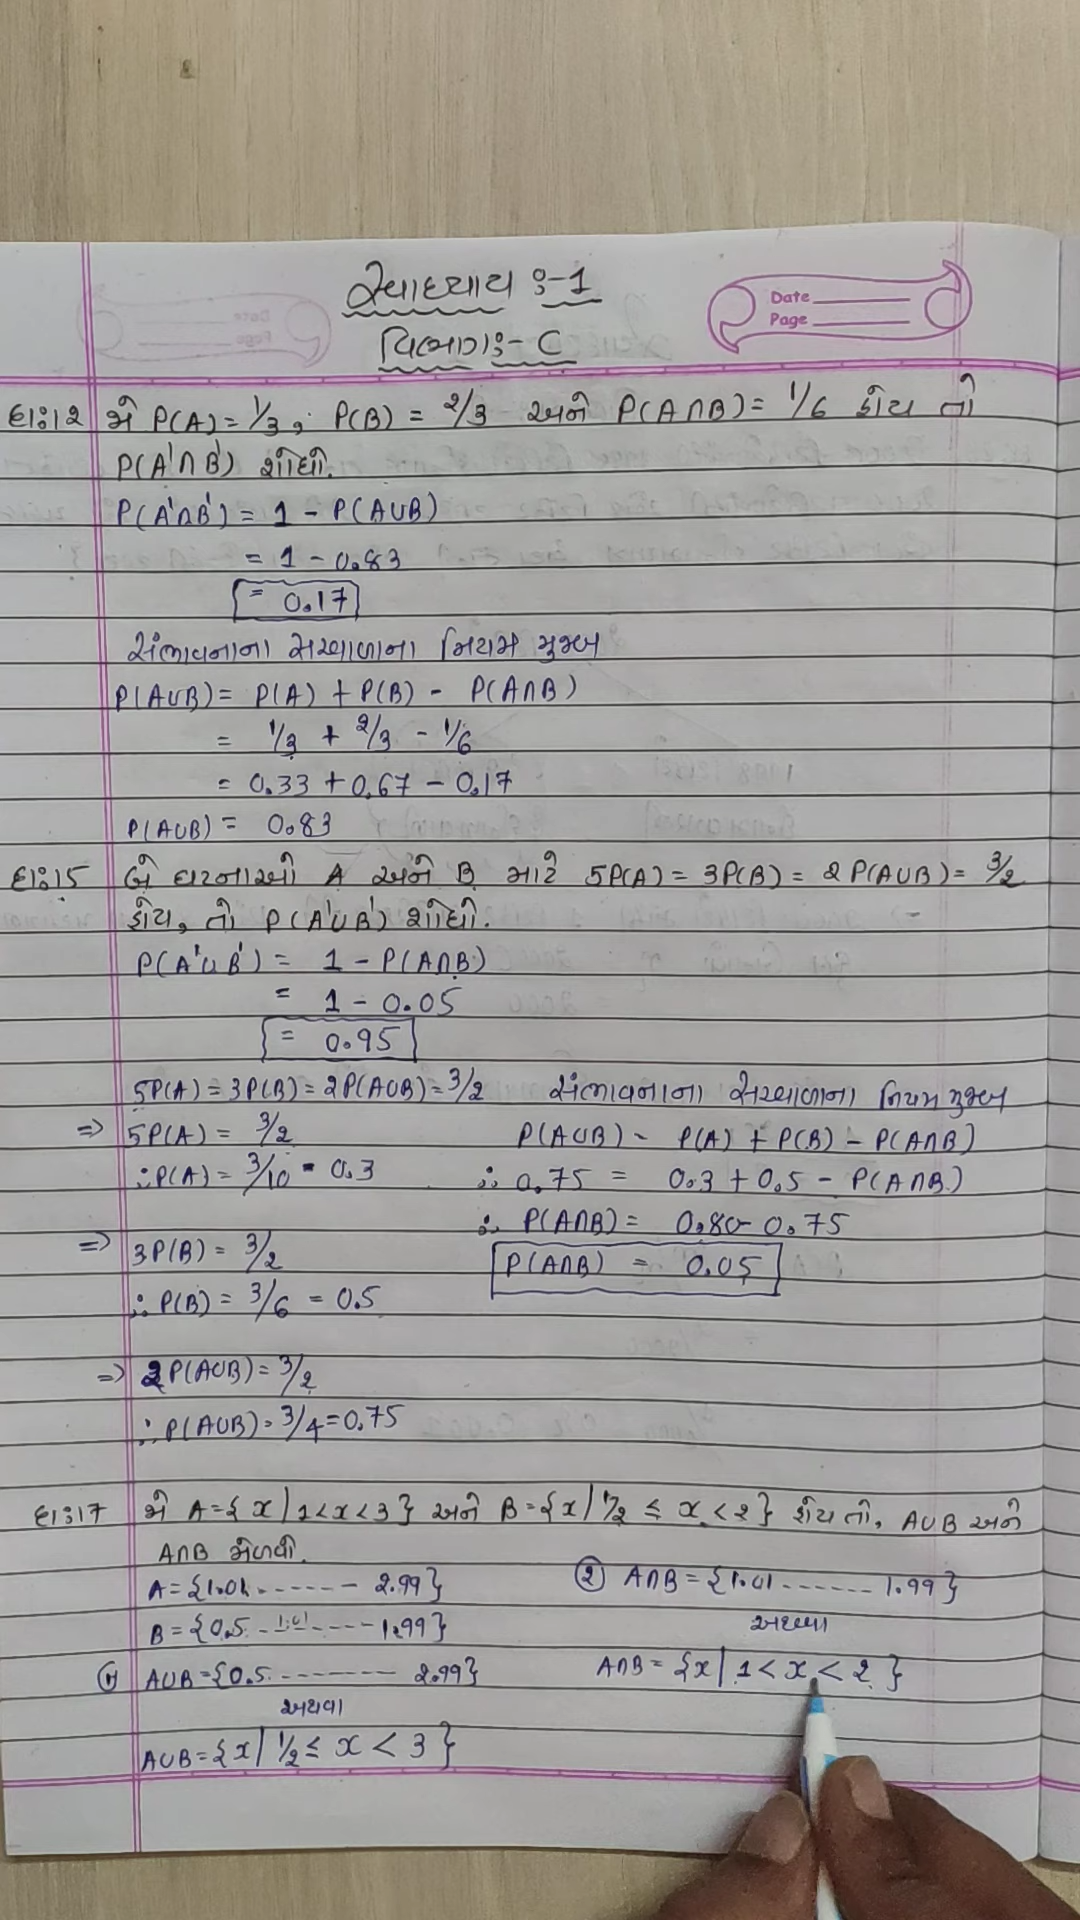 સ્વાધ્યાય :- 1
વિભાગ :- C
Date
Page
દા:12 જો P(A) = 1/3, P(B) = 2/3 અને P(A∩B) = 1/6 હોય તો
P(A'∩B') શોધો.
P(A'∩B') = 1 - P(A∪B)
= 1 - 0.83
= 0.17
સંભાવનાના સરવાળાના નિયમ મુજબ
P(A∪B) = P(A) + P(B) - P(A∩B)
= 1/3 + 2/3 - 1/6
= 0.33 + 0.67 - 0.17
P(A∪B) = 0.83
દા:15 બે ઘટનાઓ A અને B માટે 5P(A) = 3P(B) = 2P(A∪B) = 3/2
હોય, તો P(A'∪B') શોધો.
P(A'∪B') = 1 - P(A∩B)
= 1 - 0.05
= 0.95
5P(A) = 3P(B) = 2P(A∪B) = 3/2
⇒ 5P(A) = 3/2
∴ P(A) = 3/10 = 0.3
⇒ 3P(B) = 3/2
∴ P(B) = 3/6 = 0.5
⇒ 2P(A∪B) = 3/2
∴ P(A∪B) = 3/4 = 0.75
સંભાવનાના સરવાળાના નિયમ મુજબ
P(A∪B) = P(A) + P(B) - P(A∩B)
∴ 0.75 = 0.3 + 0.5 - P(A∩B)
∴ P(A∩B) = 0.80 - 0.75
P(A∩B) = 0.05
દા:17 જો A = {x | 1 < x < 3} અને B = {x | 1/2 ≤ x < 2} હોય તો, A∪B અને
A∩B મેળવો.
A = {1.01 ------ 2.99}
B = {0.5 -- 1.01 ---- 1.99}
① A∪B = {0.5 -------- 2.99}
અથવા
A∪B = {x | 1/2 ≤ x < 3}
② A∩B = {1.01 ------ 1.99}
અથવા
A∩B = {x | 1 < x < 2}